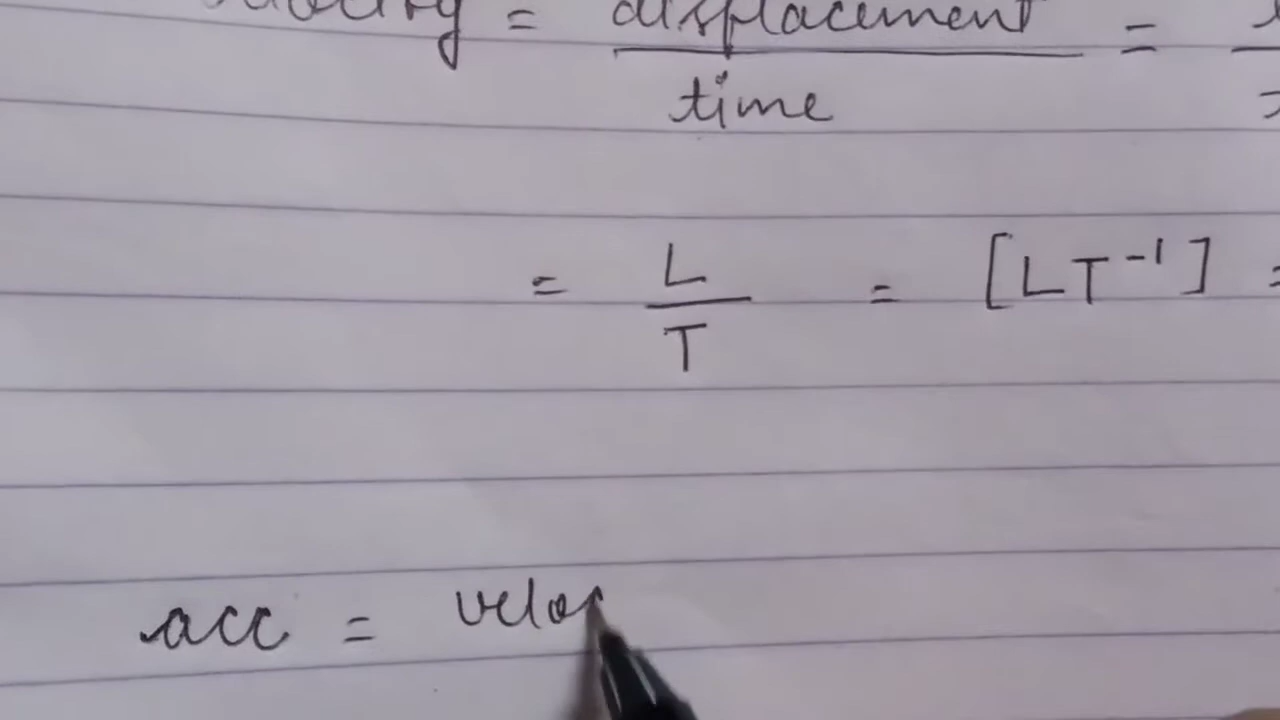 = displacement =
time
= L = [LT⁻¹] =
T
acc = velo